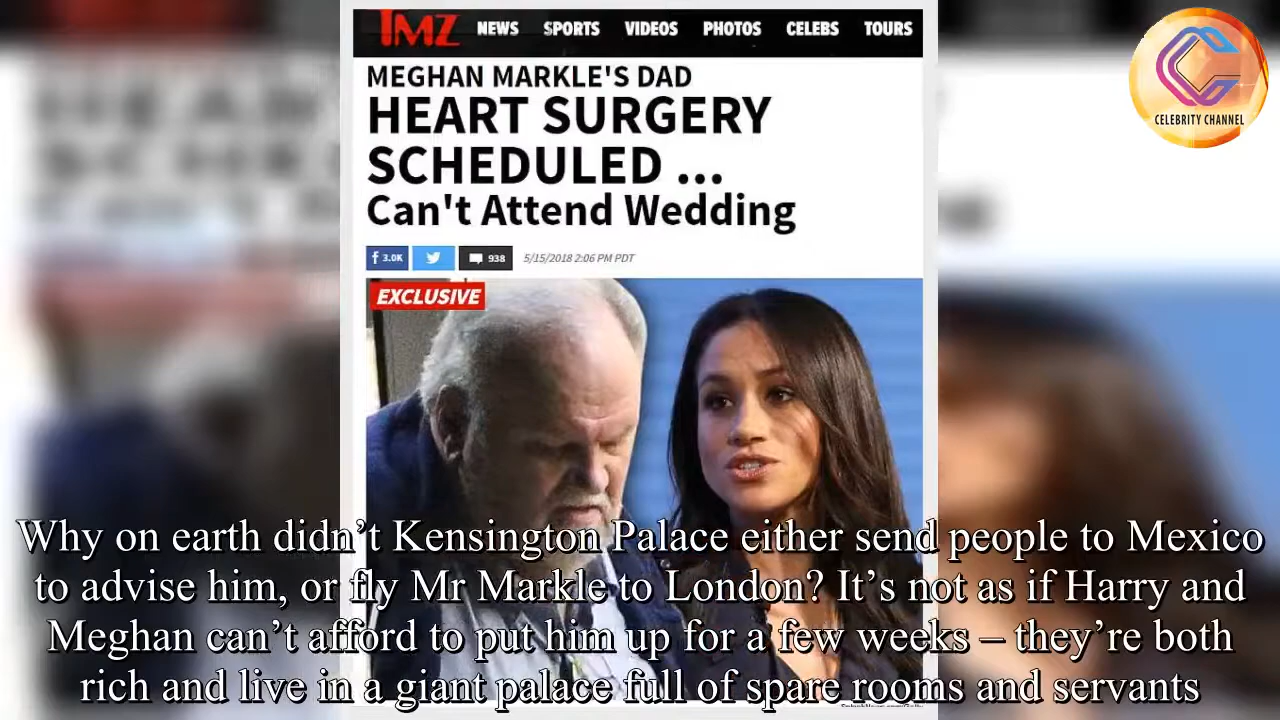 TMZ NEWS SPORTS VIDEOS PHOTOS CELEBS TOURS
CELEBRITY CHANNEL
MEGHAN MARKLE'S DAD
HEART SURGERY
SCHEDULED ...
Can't Attend Wedding
f 3.0K 938 5/15/2018 2:06 PM PDT
EXCLUSIVE
Why on earth didn’t Kensington Palace either send people to Mexico
to advise him, or fly Mr Markle to London? It’s not as if Harry and
Meghan can’t afford to put him up for a few weeks – they’re both
rich and live in a giant palace full of spare rooms and servants